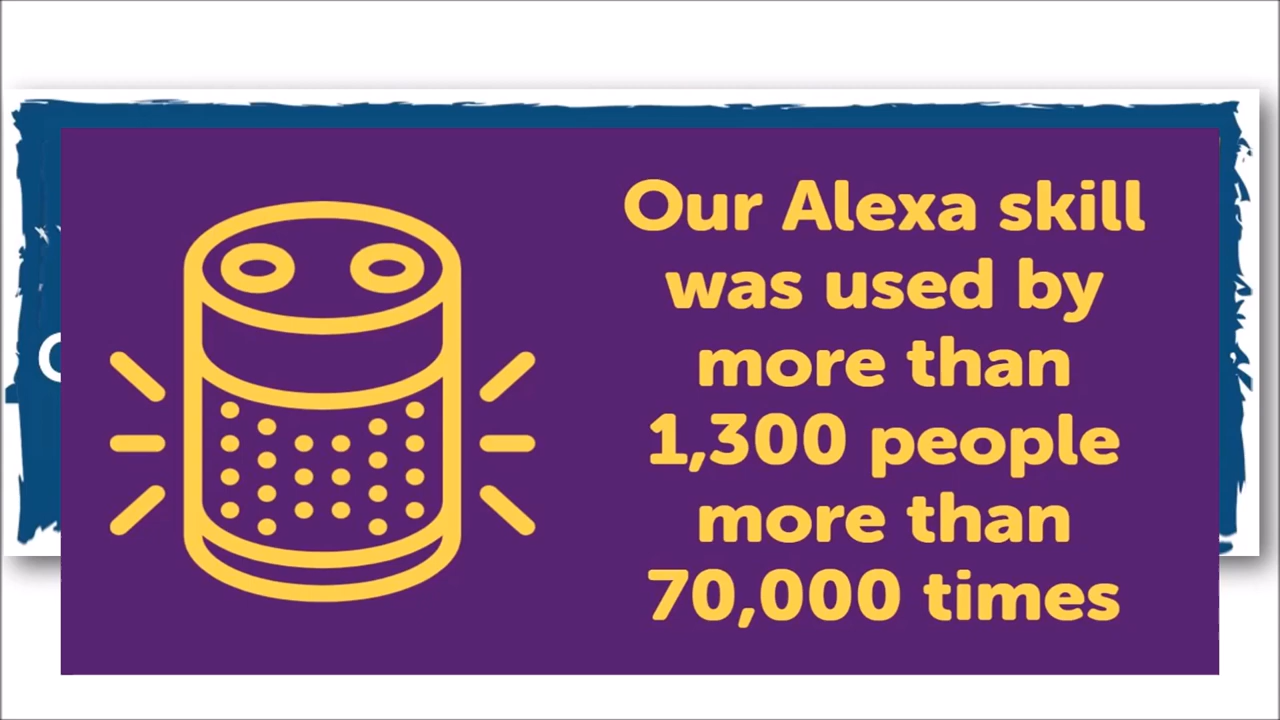 Our Alexa skill
was used by
more than
1,300 people
more than
70,000 times